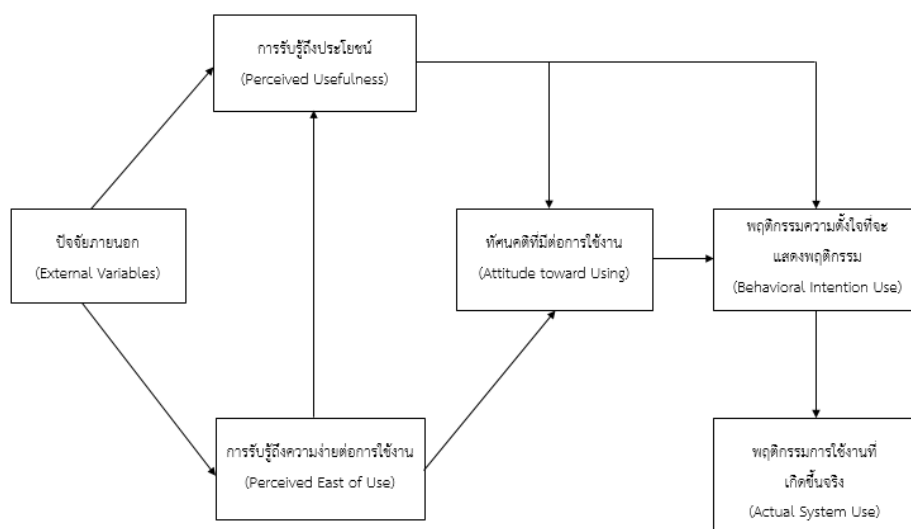 การรับรู้ถึงประโยชน์
(Perceived Usefulness)
ปัจจัยภายนอก
(External Variables)
ทัศนคติที่มีต่อการใช้งาน
(Attitude toward Using)
พฤติกรรมความตั้งใจที่จะ
แสดงพฤติกรรม
(Behavioral Intention Use)
การรับรู้ถึงความง่ายต่อการใช้งาน
(Perceived East of Use)
พฤติกรรมการใช้งานที่
เกิดขึ้นจริง
(Actual System Use)